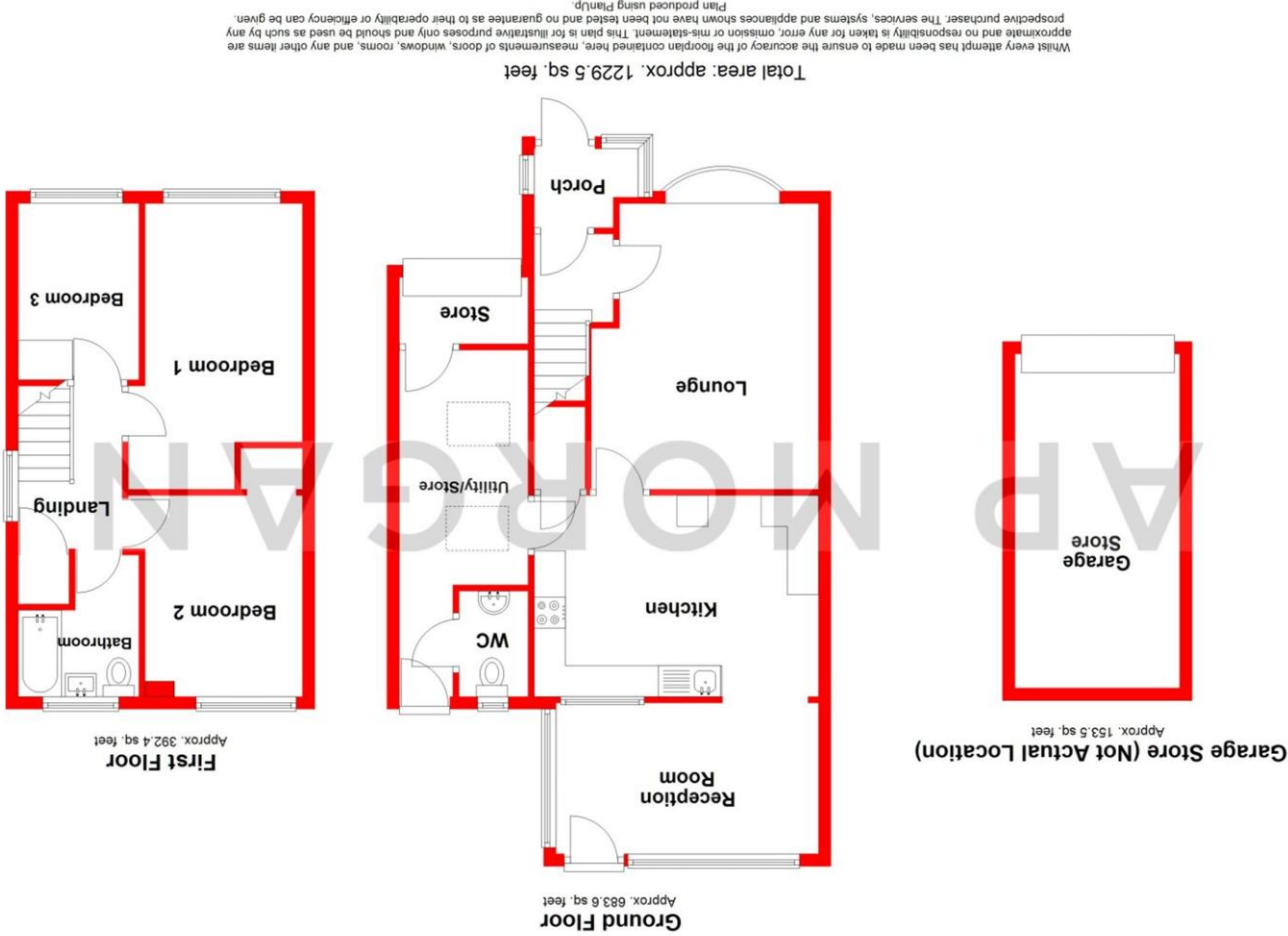 Garage Store (Not Actual Location)
Approx. 153.5 sq. feet
Garage
Store
Ground Floor
Approx. 683.6 sq. feet
Reception
Room
Kitchen
WC
Utility/Store
Lounge
Store
Porch
First Floor
Approx. 392.4 sq. feet
Bedroom 2
Bathroom
Landing
Bedroom 1
Bedroom 3
AP MORGAN
Total area: approx. 1229.5 sq. feet
Whilst every attempt has been made to ensure the accuracy of the floorplan contained here, measurements of doors, windows, rooms, and any other items are
approximate and no responsibility is taken for any error, omission or mis-statement. This plan is for illustrative purposes only and should be used as such by any
prospective purchaser. The services, systems and appliances shown have not been tested and no guarantee as to their operability or efficiency can be given.
Plan produced using PlanUp.